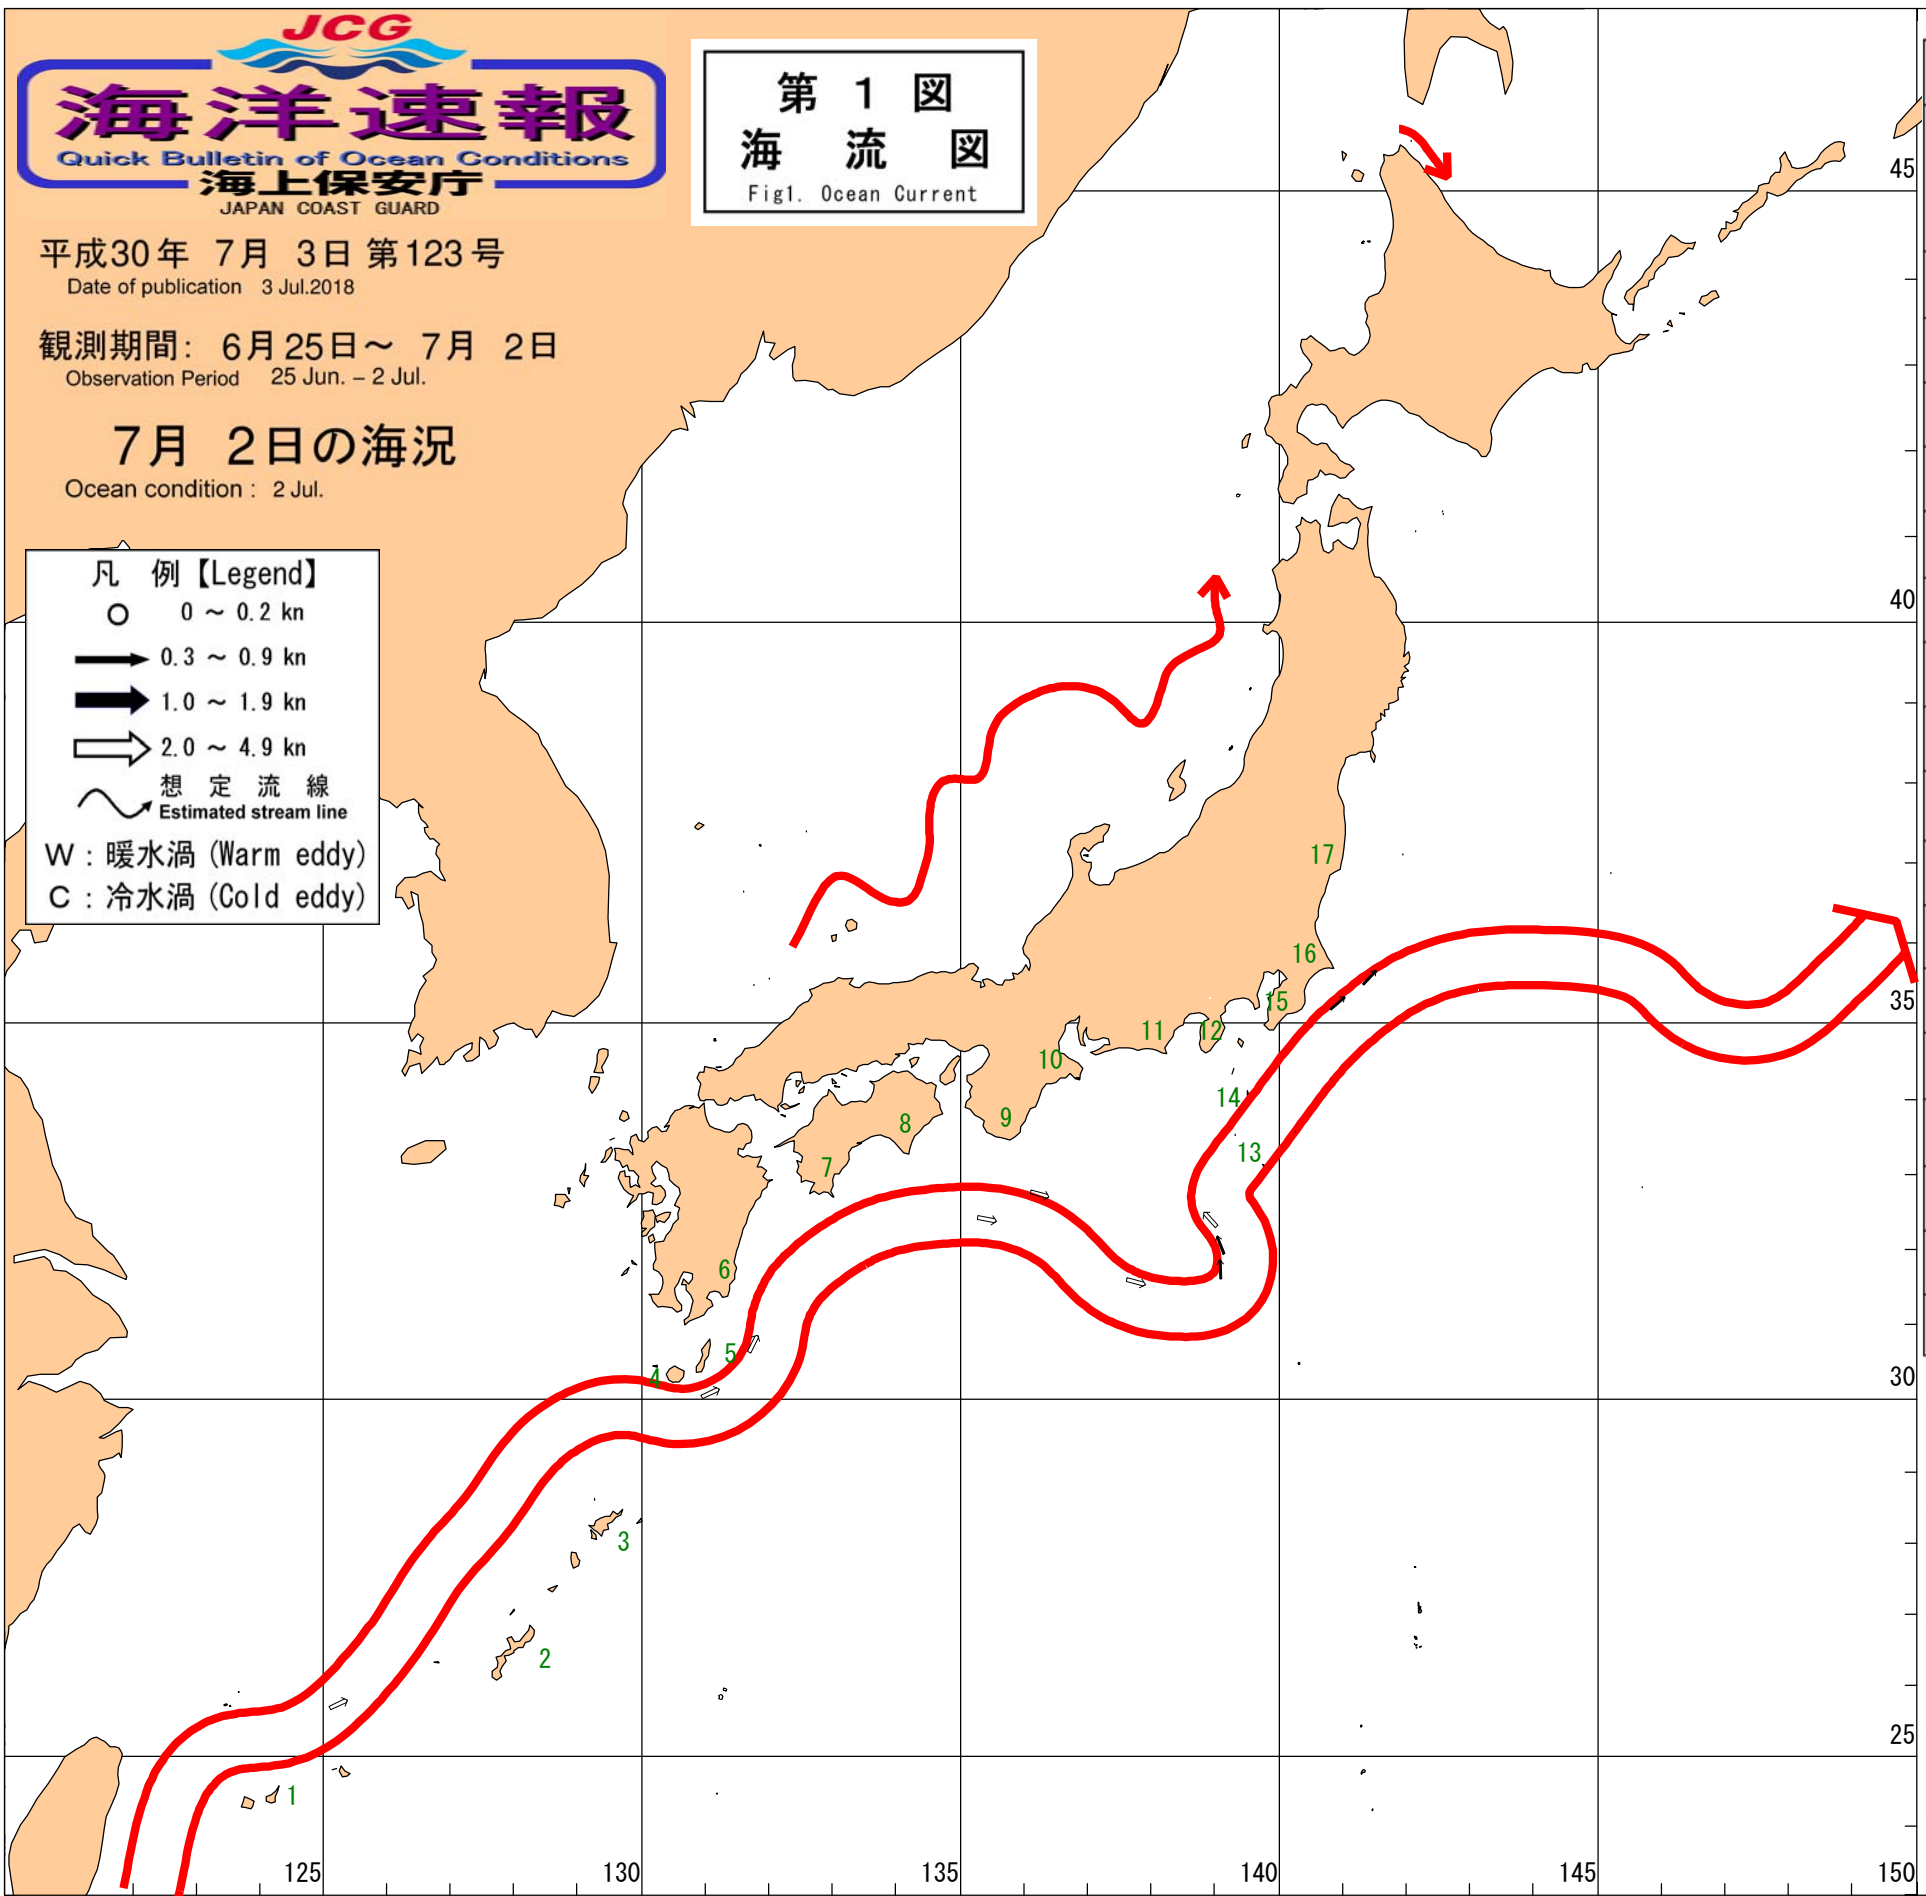 JCG
海洋速報
Quick Bulletin of Ocean Conditions
海上保安庁
JAPAN COAST GUARD
平成30年 7月 3日 第123号
Date of publication 3 Jul.2018
観測期間: 6月25日～ 7月 2日
Observation Period 25 Jun. – 2 Jul.
7月 2日の海況
Ocean condition : 2 Jul.
第 1 図
海 流 図
Fig1. Ocean Current
凡 例【Legend】
0 ～ 0.2 kn
0.3 ～ 0.9 kn
1.0 ～ 1.9 kn
2.0 ～ 4.9 kn
想 定 流 線
Estimated stream line
W : 暖水渦 (Warm eddy)
C : 冷水渦 (Cold eddy)
45
40
17
16
35
15
11
12
10
14
9
8
13
7
6
5
4
30
3
2
25
1
125
130
135
140
145
150